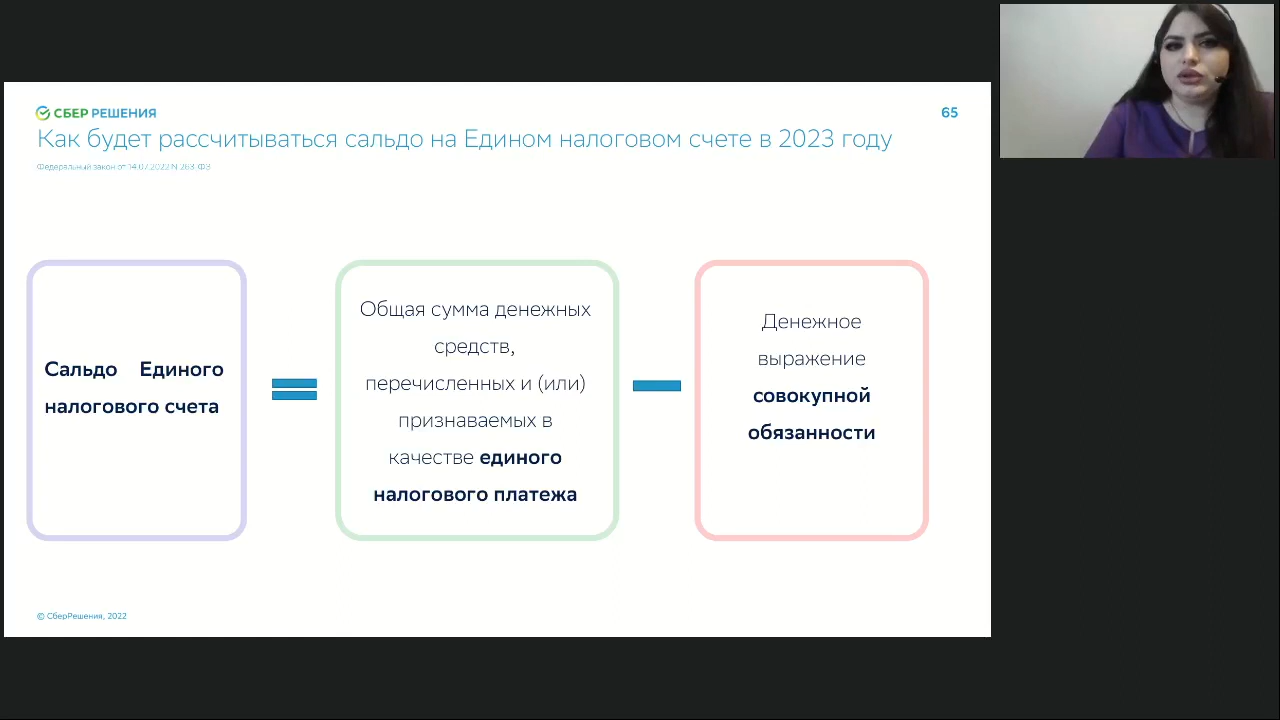 СБЕР РЕШЕНИЯ
65
Как будет рассчитываться сальдо на Едином налоговом счете в 2023 году
Федеральный закон от 14.07.2022 N 263-ФЗ
Сальдо Единого
налогового счета
Общая сумма денежных
средств,
перечисленных и (или)
признаваемых в
качестве единого
налогового платежа
Денежное
выражение
совокупной
обязанности
© СберРешения, 2022